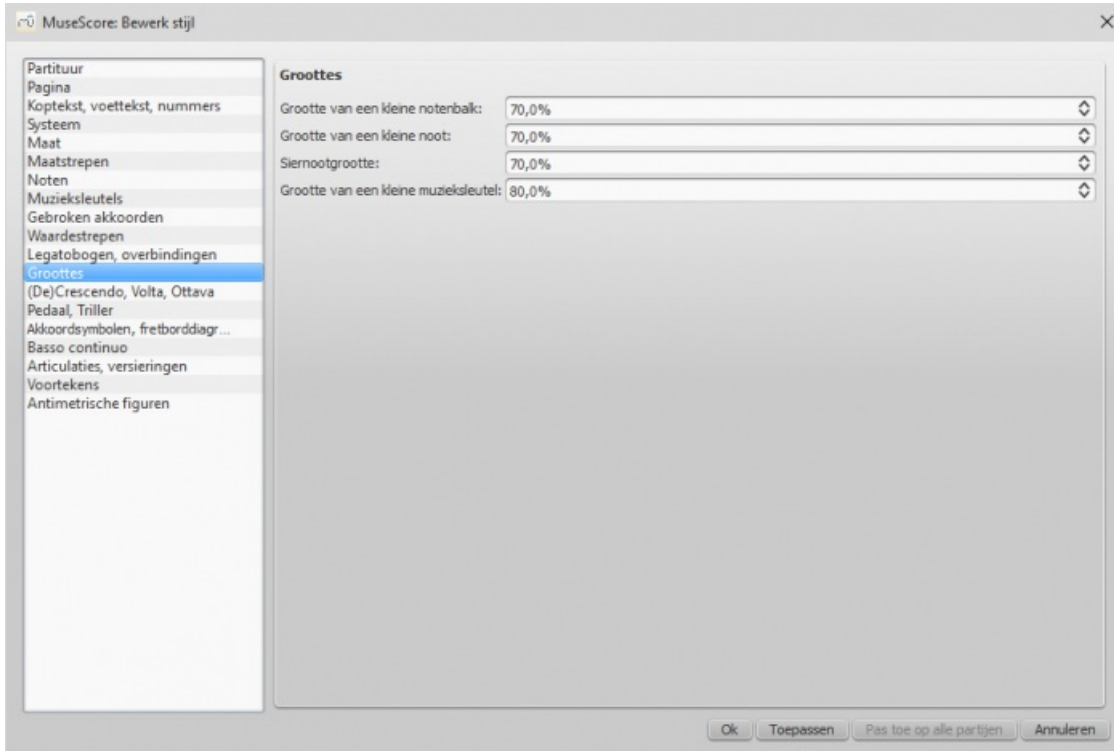 MuseScore: Bewerk stijl
Partituur
Pagina
Koptekst, voettekst, nummers
Systeem
Maat
Maatstrepen
Noten
Muzieksleutels
Gebroken akkoorden
Waardestrepen
Legatobogen, overbindingen
Groottes
(De)Crescendo, Volta, Ottava
Pedaal, Triller
Akkoordsymbolen, fretborddiagr...
Basso continuo
Articulaties, versieringen
Voortekens
Antimetrische figuren
Groottes
Grootte van een kleine notenbalk: 70,0%
Grootte van een kleine noot: 70,0%
Siernootgrootte: 70,0%
Grootte van een kleine muzieksleutel: 80,0%
Ok Toepassen Pas toe op alle partijen Annuleren